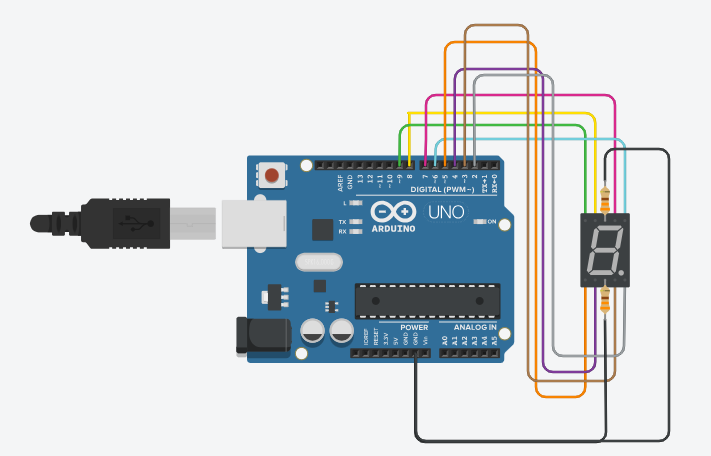 AREF
GND
13
12
~11
~10
~9
8
7
~6
~5
4
~3
2
TX→1
RX←0
DIGITAL (PWM~)
L
TX
RX
UNO
ARDUINO
ON
POWER
ANALOG IN
IOREF
RESET
3.3V
5V
GND
GND
Vin
A0
A1
A2
A3
A4
A5